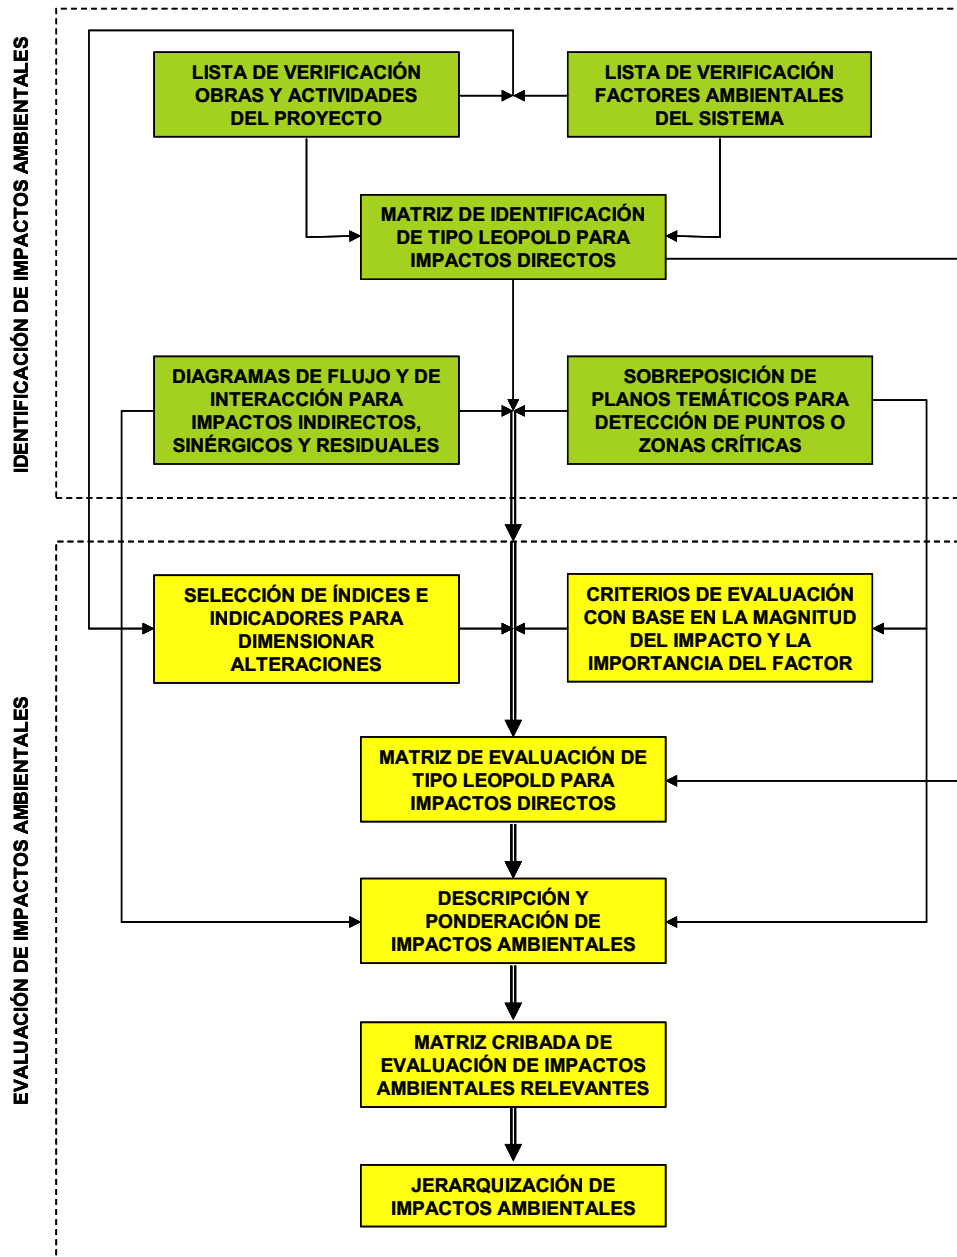 IDENTIFICACIÓN DE IMPACTOS AMBIENTALES
LISTA DE VERIFICACIÓN
OBRAS Y ACTIVIDADES
DEL PROYECTO
LISTA DE VERIFICACIÓN
FACTORES AMBIENTALES
DEL SISTEMA
MATRIZ DE IDENTIFICACIÓN
DE TIPO LEOPOLD PARA
IMPACTOS DIRECTOS
DIAGRAMAS DE FLUJO Y DE
INTERACCIÓN PARA
IMPACTOS INDIRECTOS,
SINÉRGICOS Y RESIDUALES
SOBREPOSICIÓN DE
PLANOS TEMÁTICOS PARA
DETECCIÓN DE PUNTOS O
ZONAS CRÍTICAS
EVALUACIÓN DE IMPACTOS AMBIENTALES
SELECCIÓN DE ÍNDICES E
INDICADORES PARA
DIMENSIONAR
ALTERACIONES
CRITERIOS DE EVALUACIÓN
CON BASE EN LA MAGNITUD
DEL IMPACTO Y LA
IMPORTANCIA DEL FACTOR
MATRIZ DE EVALUACIÓN DE
TIPO LEOPOLD PARA
IMPACTOS DIRECTOS
DESCRIPCIÓN Y
PONDERACIÓN DE
IMPACTOS AMBIENTALES
MATRIZ CRIBADA DE
EVALUACIÓN DE IMPACTOS
AMBIENTALES RELEVANTES
JERARQUIZACIÓN DE
IMPACTOS AMBIENTALES